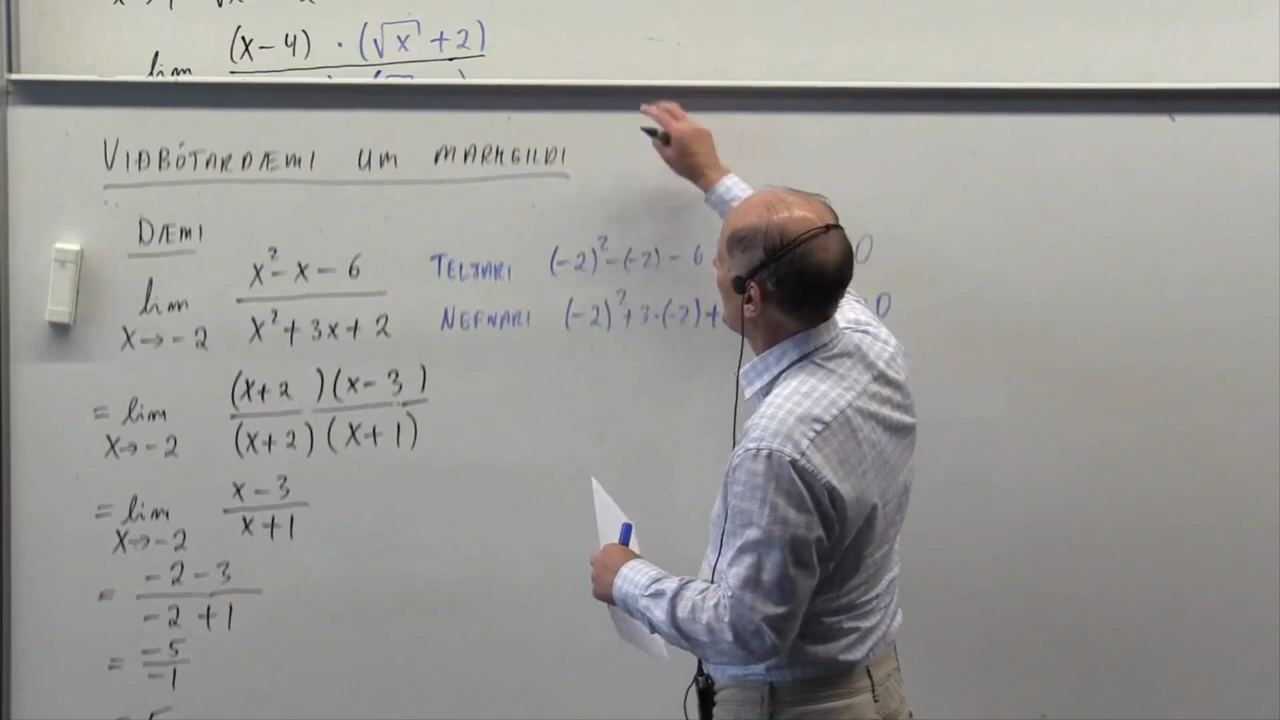 lim (x-4) · (√x + 2)
VIÐBÓTARDÆMI UM MARKGILDI
DÆMI
lim x→-2 (x²-x-6)/(x²+3x+2) TELJARI (-2)²-(-2)-6 0
NEFNARI (-2)²+3·(-2)+ 0
= lim x→-2 ((x+2)(x-3))/((x+2)(x+1))
= lim x→-2 (x-3)/(x+1)
= (-2-3)/(-2+1)
= (-5)/(-1)